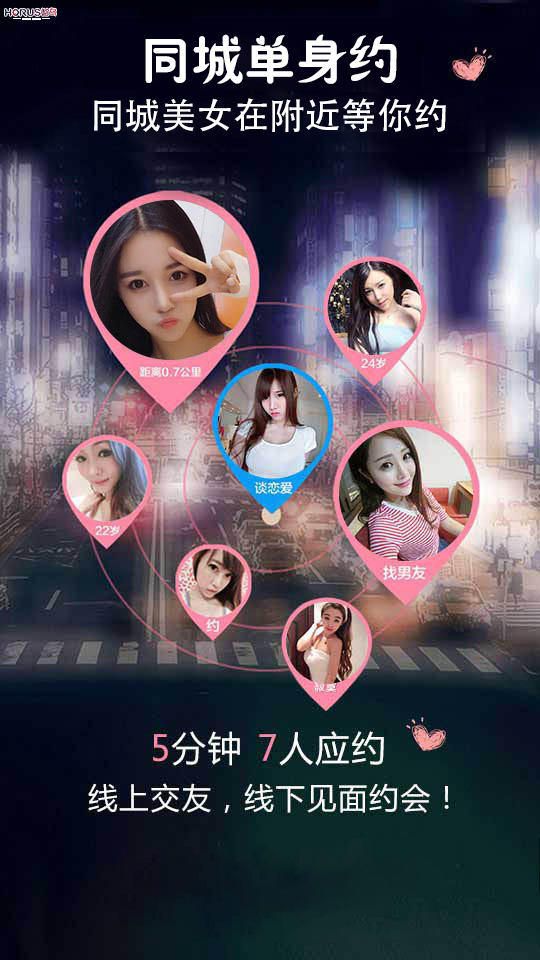 HORUS
同城单身约
同城美女在附近等你约
距离0.7公里
24岁
谈恋爱
22岁
找男友
约
5分钟 7人应约
线上交友，线下见面约会！